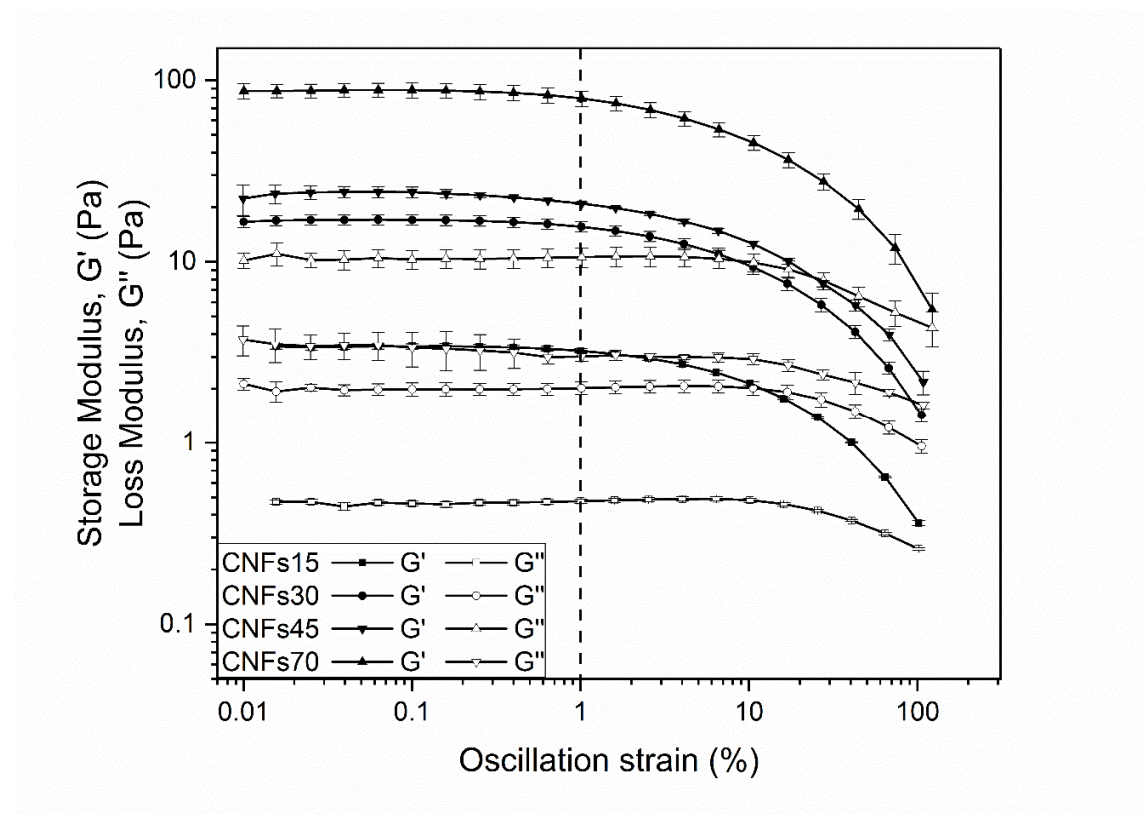 100
10
1
0.1
Storage Modulus, G' (Pa)
Loss Modulus, G" (Pa)
CNFs15 G' G"
CNFs30 G' G"
CNFs45 G' G"
CNFs70 G' G"
0.01 0.1 1 10 100
Oscillation strain (%)